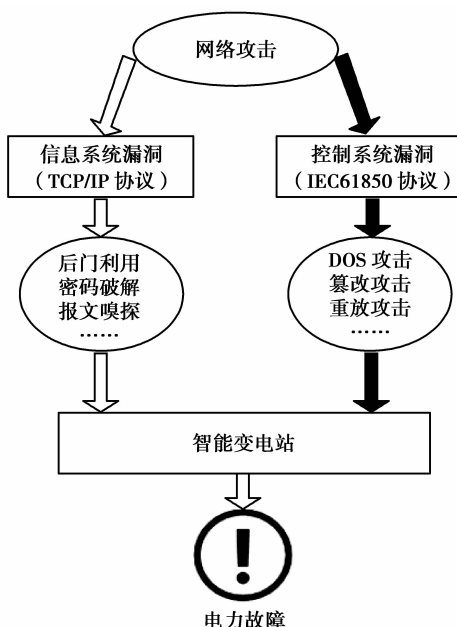 网络攻击
信息系统漏洞
（TCP/IP 协议）
控制系统漏洞
（IEC61850 协议）
后门利用
密码破解
报文嗅探
……
DOS 攻击
篡改攻击
重放攻击
……
智能变电站
!
电力故障